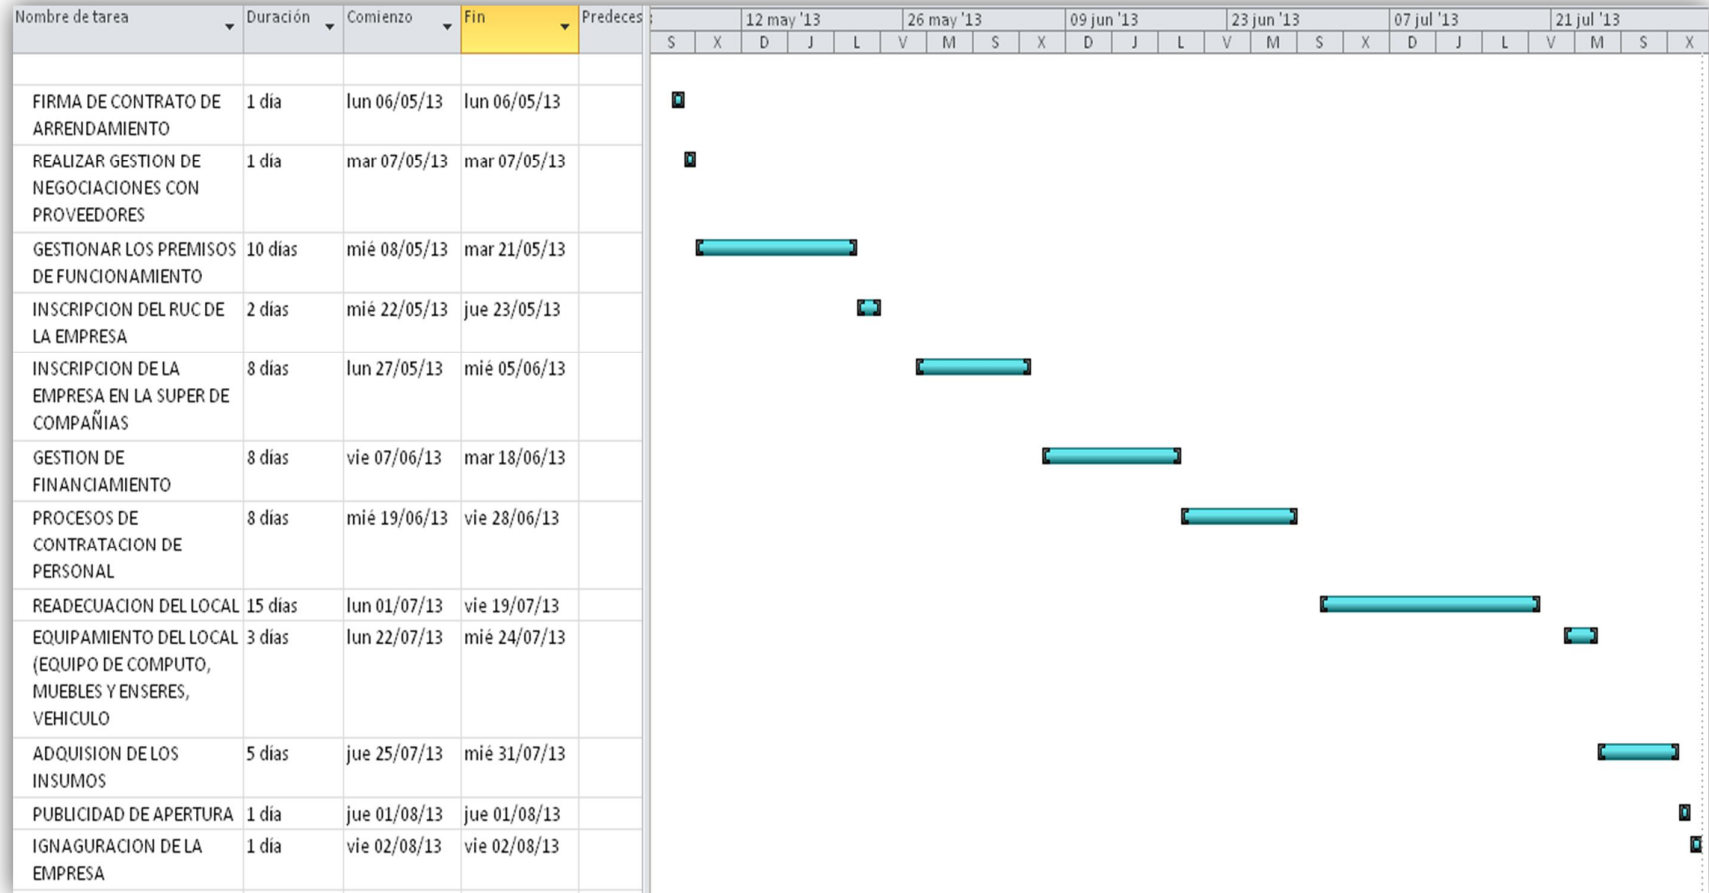 Nombre de tarea Duración Comienzo Fin Predeces
12 may '13 26 may '13 09 jun '13 23 jun '13 07 jul '13 21 jul '13
S X D J L V M S X D J L V M S X D J L V M S X
FIRMA DE CONTRATO DE 1 día lun 06/05/13 lun 06/05/13
ARRENDAMIENTO
REALIZAR GESTION DE 1 día mar 07/05/13 mar 07/05/13
NEGOCIACIONES CON
PROVEEDORES
GESTIONAR LOS PREMISOS 10 días mié 08/05/13 mar 21/05/13
DE FUNCIONAMIENTO
INSCRIPCION DEL RUC DE 2 días mié 22/05/13 jue 23/05/13
LA EMPRESA
INSCRIPCION DE LA 8 días lun 27/05/13 mié 05/06/13
EMPRESA EN LA SUPER DE
COMPAÑIAS
GESTION DE 8 días vie 07/06/13 mar 18/06/13
FINANCIAMIENTO
PROCESOS DE 8 días mié 19/06/13 vie 28/06/13
CONTRATACION DE
PERSONAL
READECUACION DEL LOCAL 15 días lun 01/07/13 vie 19/07/13
EQUIPAMIENTO DEL LOCAL 3 días lun 22/07/13 mié 24/07/13
(EQUIPO DE COMPUTO,
MUEBLES Y ENSERES,
VEHICULO
ADQUISION DE LOS 5 días jue 25/07/13 mié 31/07/13
INSUMOS
PUBLICIDAD DE APERTURA 1 día jue 01/08/13 jue 01/08/13
IGNAGURACION DE LA 1 día vie 02/08/13 vie 02/08/13
EMPRESA